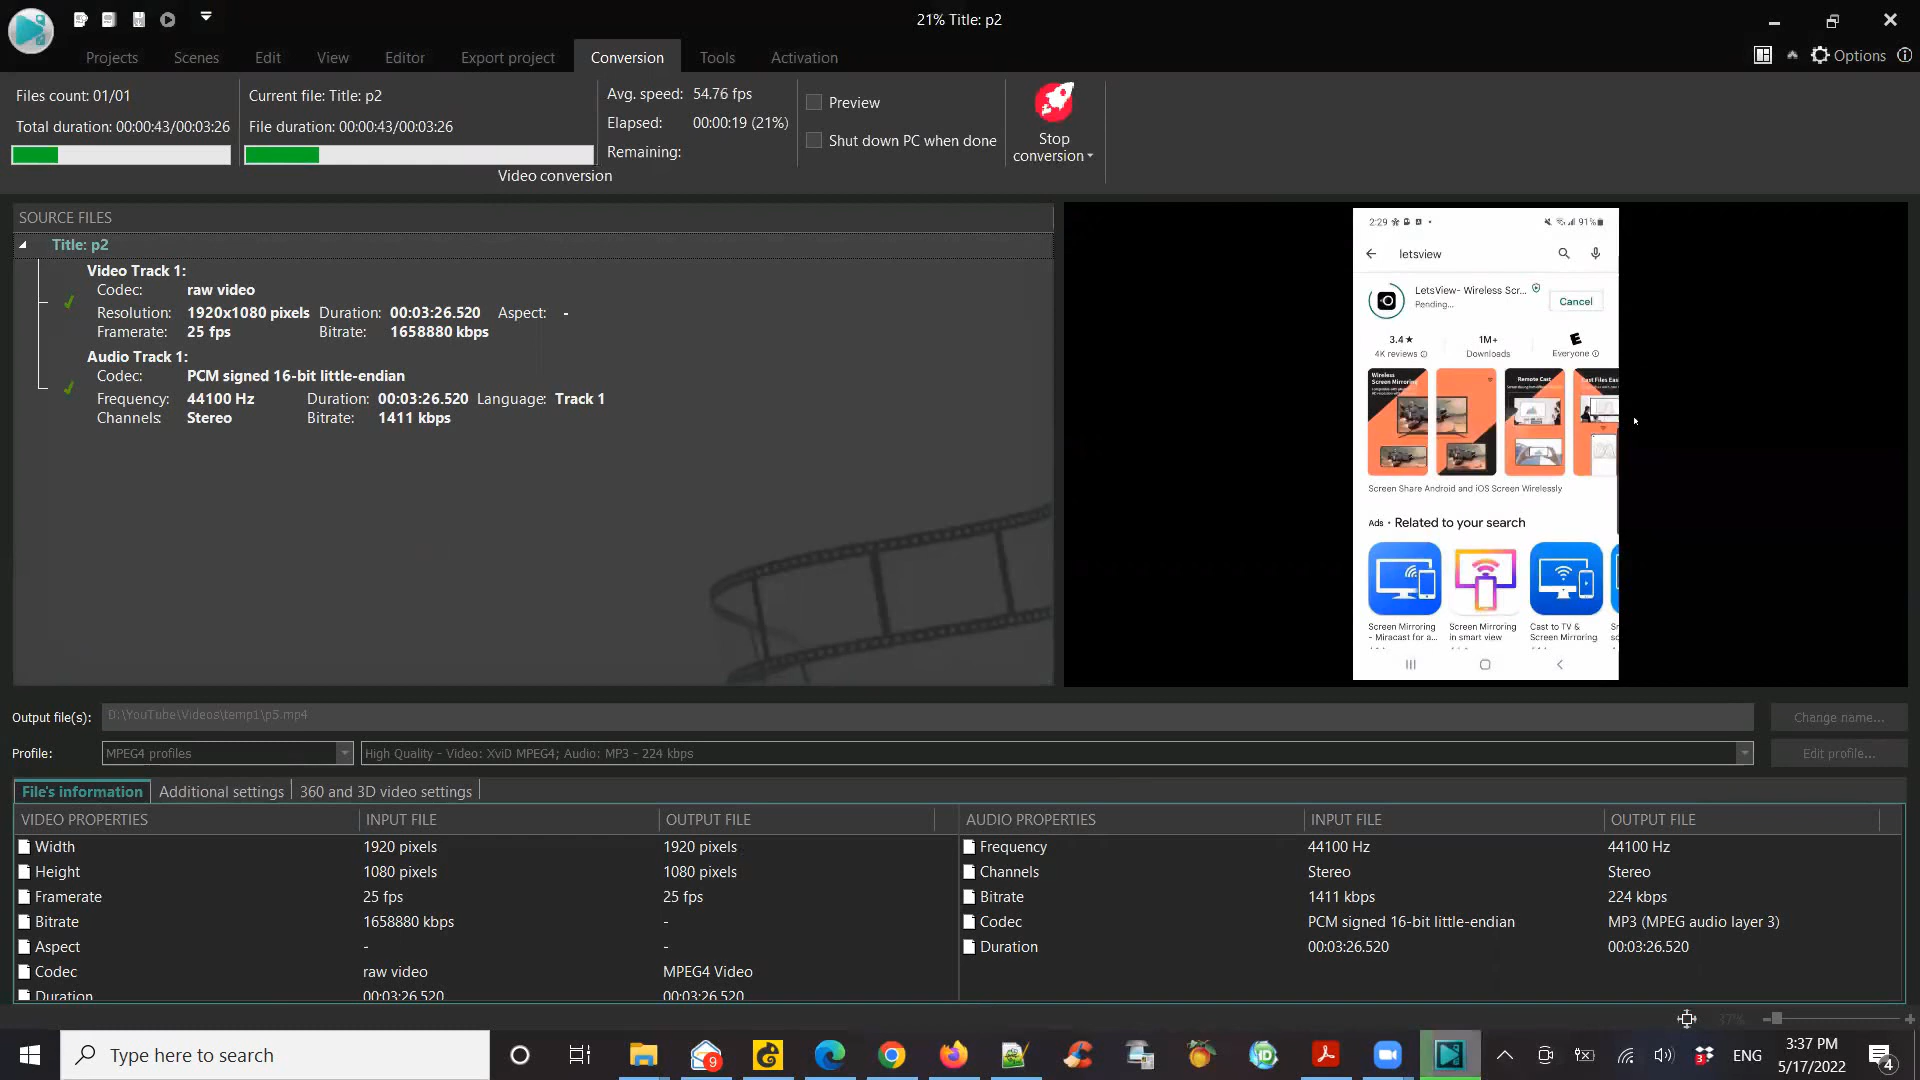 21% Title: p2
Projects Scenes Edit View Editor Export project Conversion Tools Activation
Options
Files count: 01/01
Total duration: 00:00:43/00:03:26
Current file: Title: p2
File duration: 00:00:43/00:03:26
Avg. speed: 54.76 fps
Elapsed: 00:00:19 (21%)
Remaining:
Preview
Shut down PC when done
Stop
conversion
Video conversion
SOURCE FILES
Title: p2
Video Track 1:
Codec: raw video
Resolution: 1920x1080 pixels Duration: 00:03:26.520 Aspect: -
Framerate: 25 fps Bitrate: 1658880 kbps
Audio Track 1:
Codec: PCM signed 16-bit little-endian
Frequency: 44100 Hz Duration: 00:03:26.520 Language: Track 1
Channels: Stereo Bitrate: 1411 kbps
2:29 91%
letsview
LetsView- Wireless Scr...
Pending...
Cancel
3.4★ 1M+ E
4K reviews Downloads Everyone
Wireless
Screen Mirroring
Remote Cast
Cast Files Eas
Screen Share Android and iOS Screen Wirelessly
Ads · Related to your search
Screen Mirroring
- Miracast for a...
Screen Mirroring
in smart view
Cast to TV &
Screen Mirroring
Output file(s): D:\YouTube\Videos\temp1\p5.mp4 Change name...
Profile: MPEG4 profiles High Quality - Video: XviD MPEG4; Audio: MP3 - 224 kbps Edit profile...
File's information Additional settings 360 and 3D video settings
VIDEO PROPERTIES INPUT FILE OUTPUT FILE
Width 1920 pixels 1920 pixels
Height 1080 pixels 1080 pixels
Framerate 25 fps 25 fps
Bitrate 1658880 kbps -
Aspect - -
Codec raw video MPEG4 Video
Duration 00:03:26.520 00:03:26.520
AUDIO PROPERTIES INPUT FILE OUTPUT FILE
Frequency 44100 Hz 44100 Hz
Channels Stereo Stereo
Bitrate 1411 kbps 224 kbps
Codec PCM signed 16-bit little-endian MP3 (MPEG audio layer 3)
Duration 00:03:26.520 00:03:26.520
37%
Type here to search
9
3
ENG
3:37 PM
5/17/2022
4